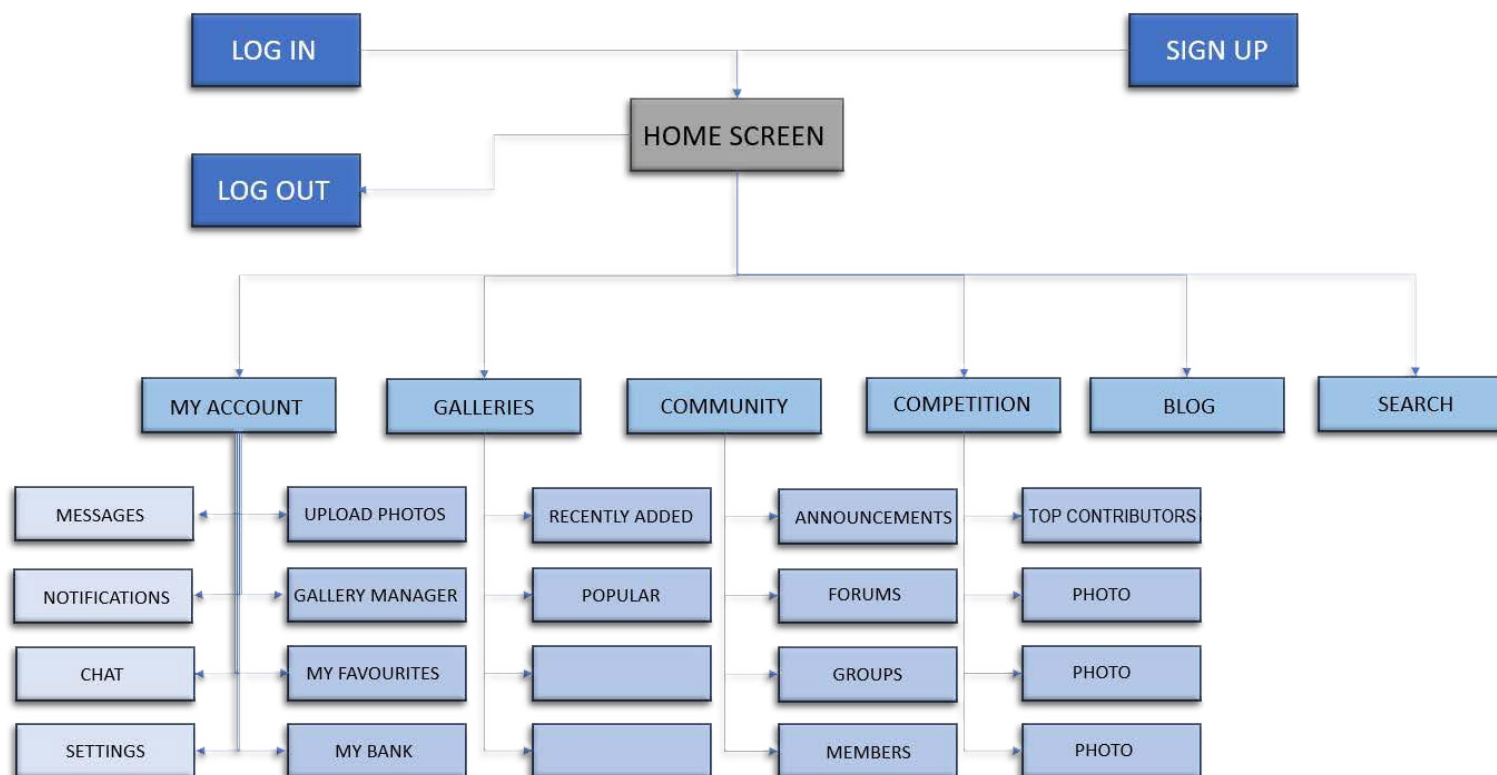 LOG IN
SIGN UP
HOME SCREEN
LOG OUT
MY ACCOUNT
GALLERIES
COMMUNITY
COMPETITION
BLOG
SEARCH
MESSAGES
UPLOAD PHOTOS
RECENTLY ADDED
ANNOUNCEMENTS
TOP CONTRIBUTORS
NOTIFICATIONS
GALLERY MANAGER
POPULAR
FORUMS
PHOTO
CHAT
MY FAVOURITES
GROUPS
PHOTO
SETTINGS
MY BANK
MEMBERS
PHOTO